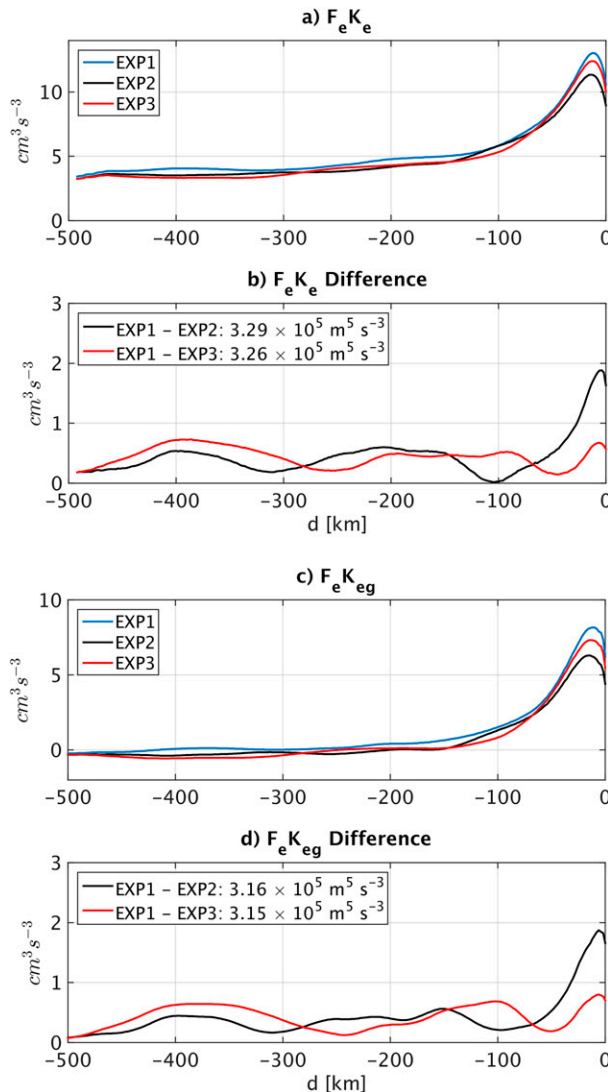 a) FₑKₑ
EXP1
EXP2
EXP3
cm³s⁻³
10
5
0
−500 −400 −300 −200 −100 0
b) FₑKₑ Difference
EXP1 − EXP2: 3.29 × 10⁵ m⁵ s⁻³
EXP1 − EXP3: 3.26 × 10⁵ m⁵ s⁻³
cm³s⁻³
3
2
1
0
−500 −400 −300 −200 −100 0
d [km]
c) FₑK_eg
EXP1
EXP2
EXP3
cm³s⁻³
10
5
0
−500 −400 −300 −200 −100 0
d) FₑK_eg Difference
EXP1 − EXP2: 3.16 × 10⁵ m⁵ s⁻³
EXP1 − EXP3: 3.15 × 10⁵ m⁵ s⁻³
cm³s⁻³
3
2
1
0
−500 −400 −300 −200 −100 0
d [km]